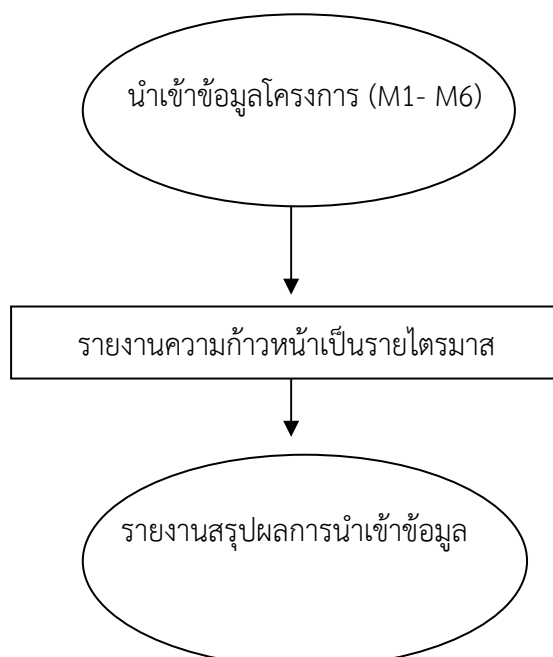 นำเข้าข้อมูลโครงการ (M1- M6)
รายงานความก้าวหน้าเป็นรายไตรมาส
รายงานสรุปผลการนำเข้าข้อมูล